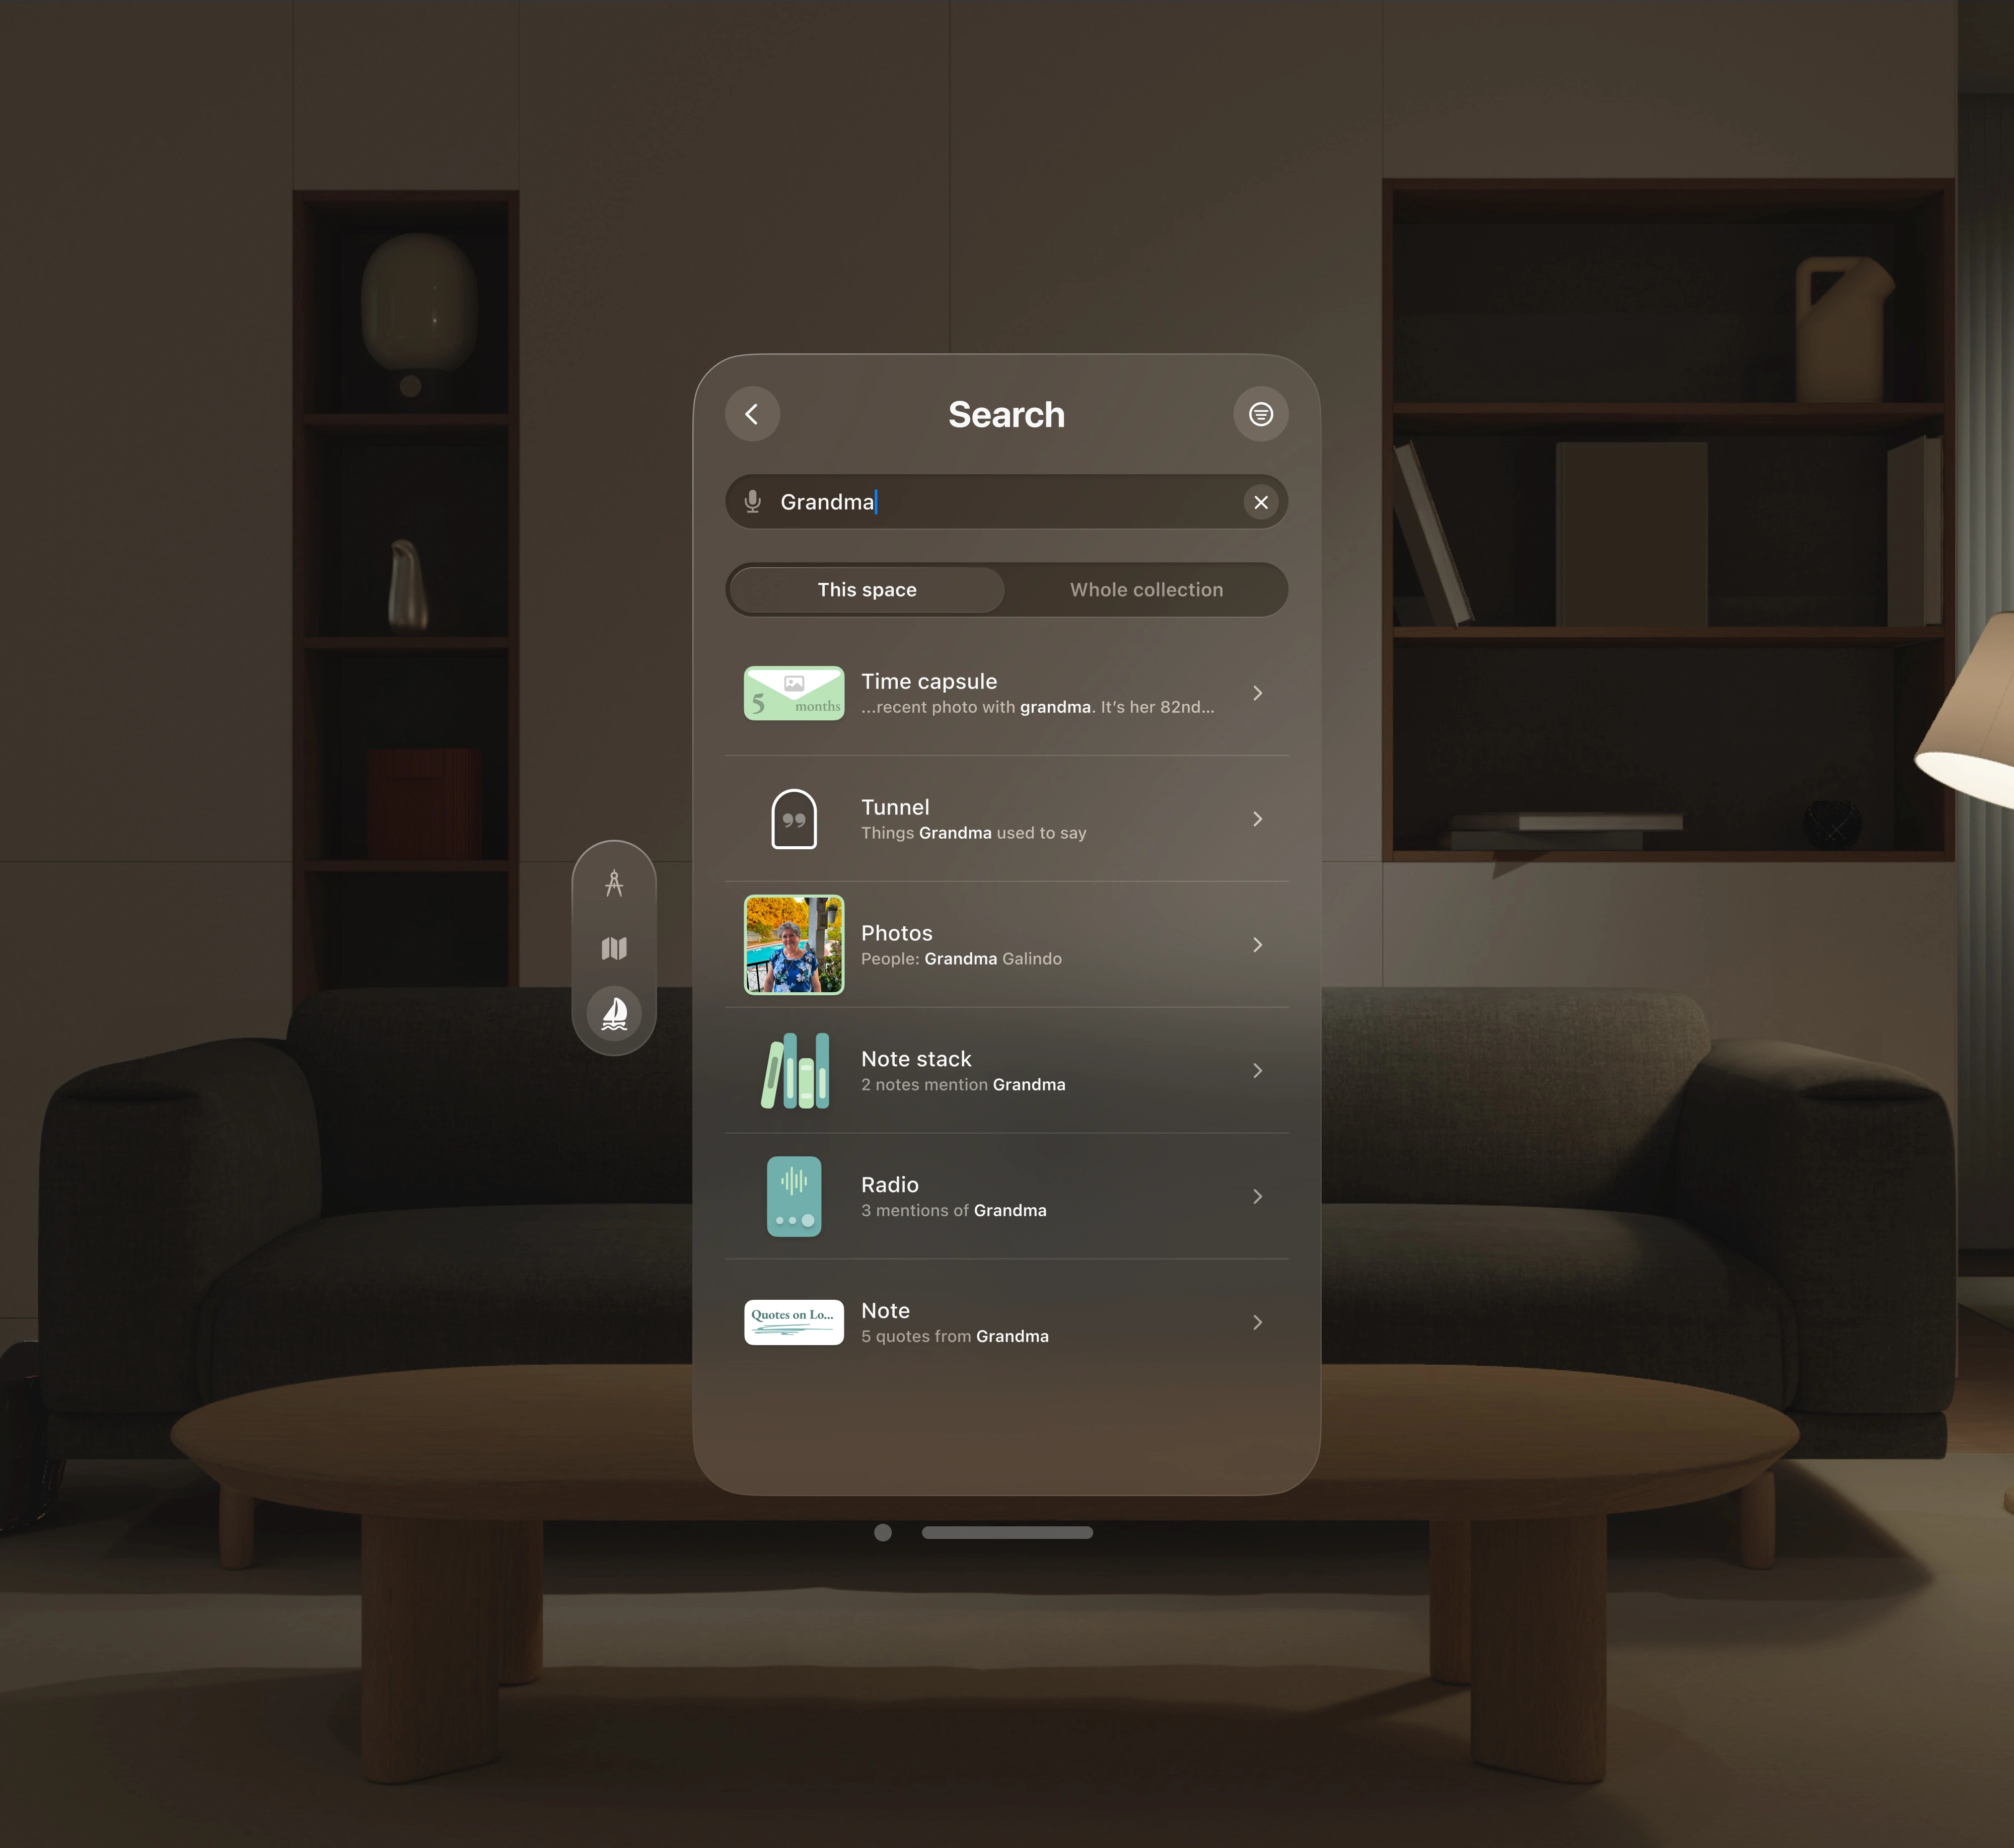 Search
Grandma
This space
Whole collection
5 months
Time capsule
...recent photo with grandma. It's her 82nd...
Tunnel
Things Grandma used to say
Photos
People: Grandma Galindo
Note stack
2 notes mention Grandma
Radio
3 mentions of Grandma
Quotes on Lo...
Note
5 quotes from Grandma